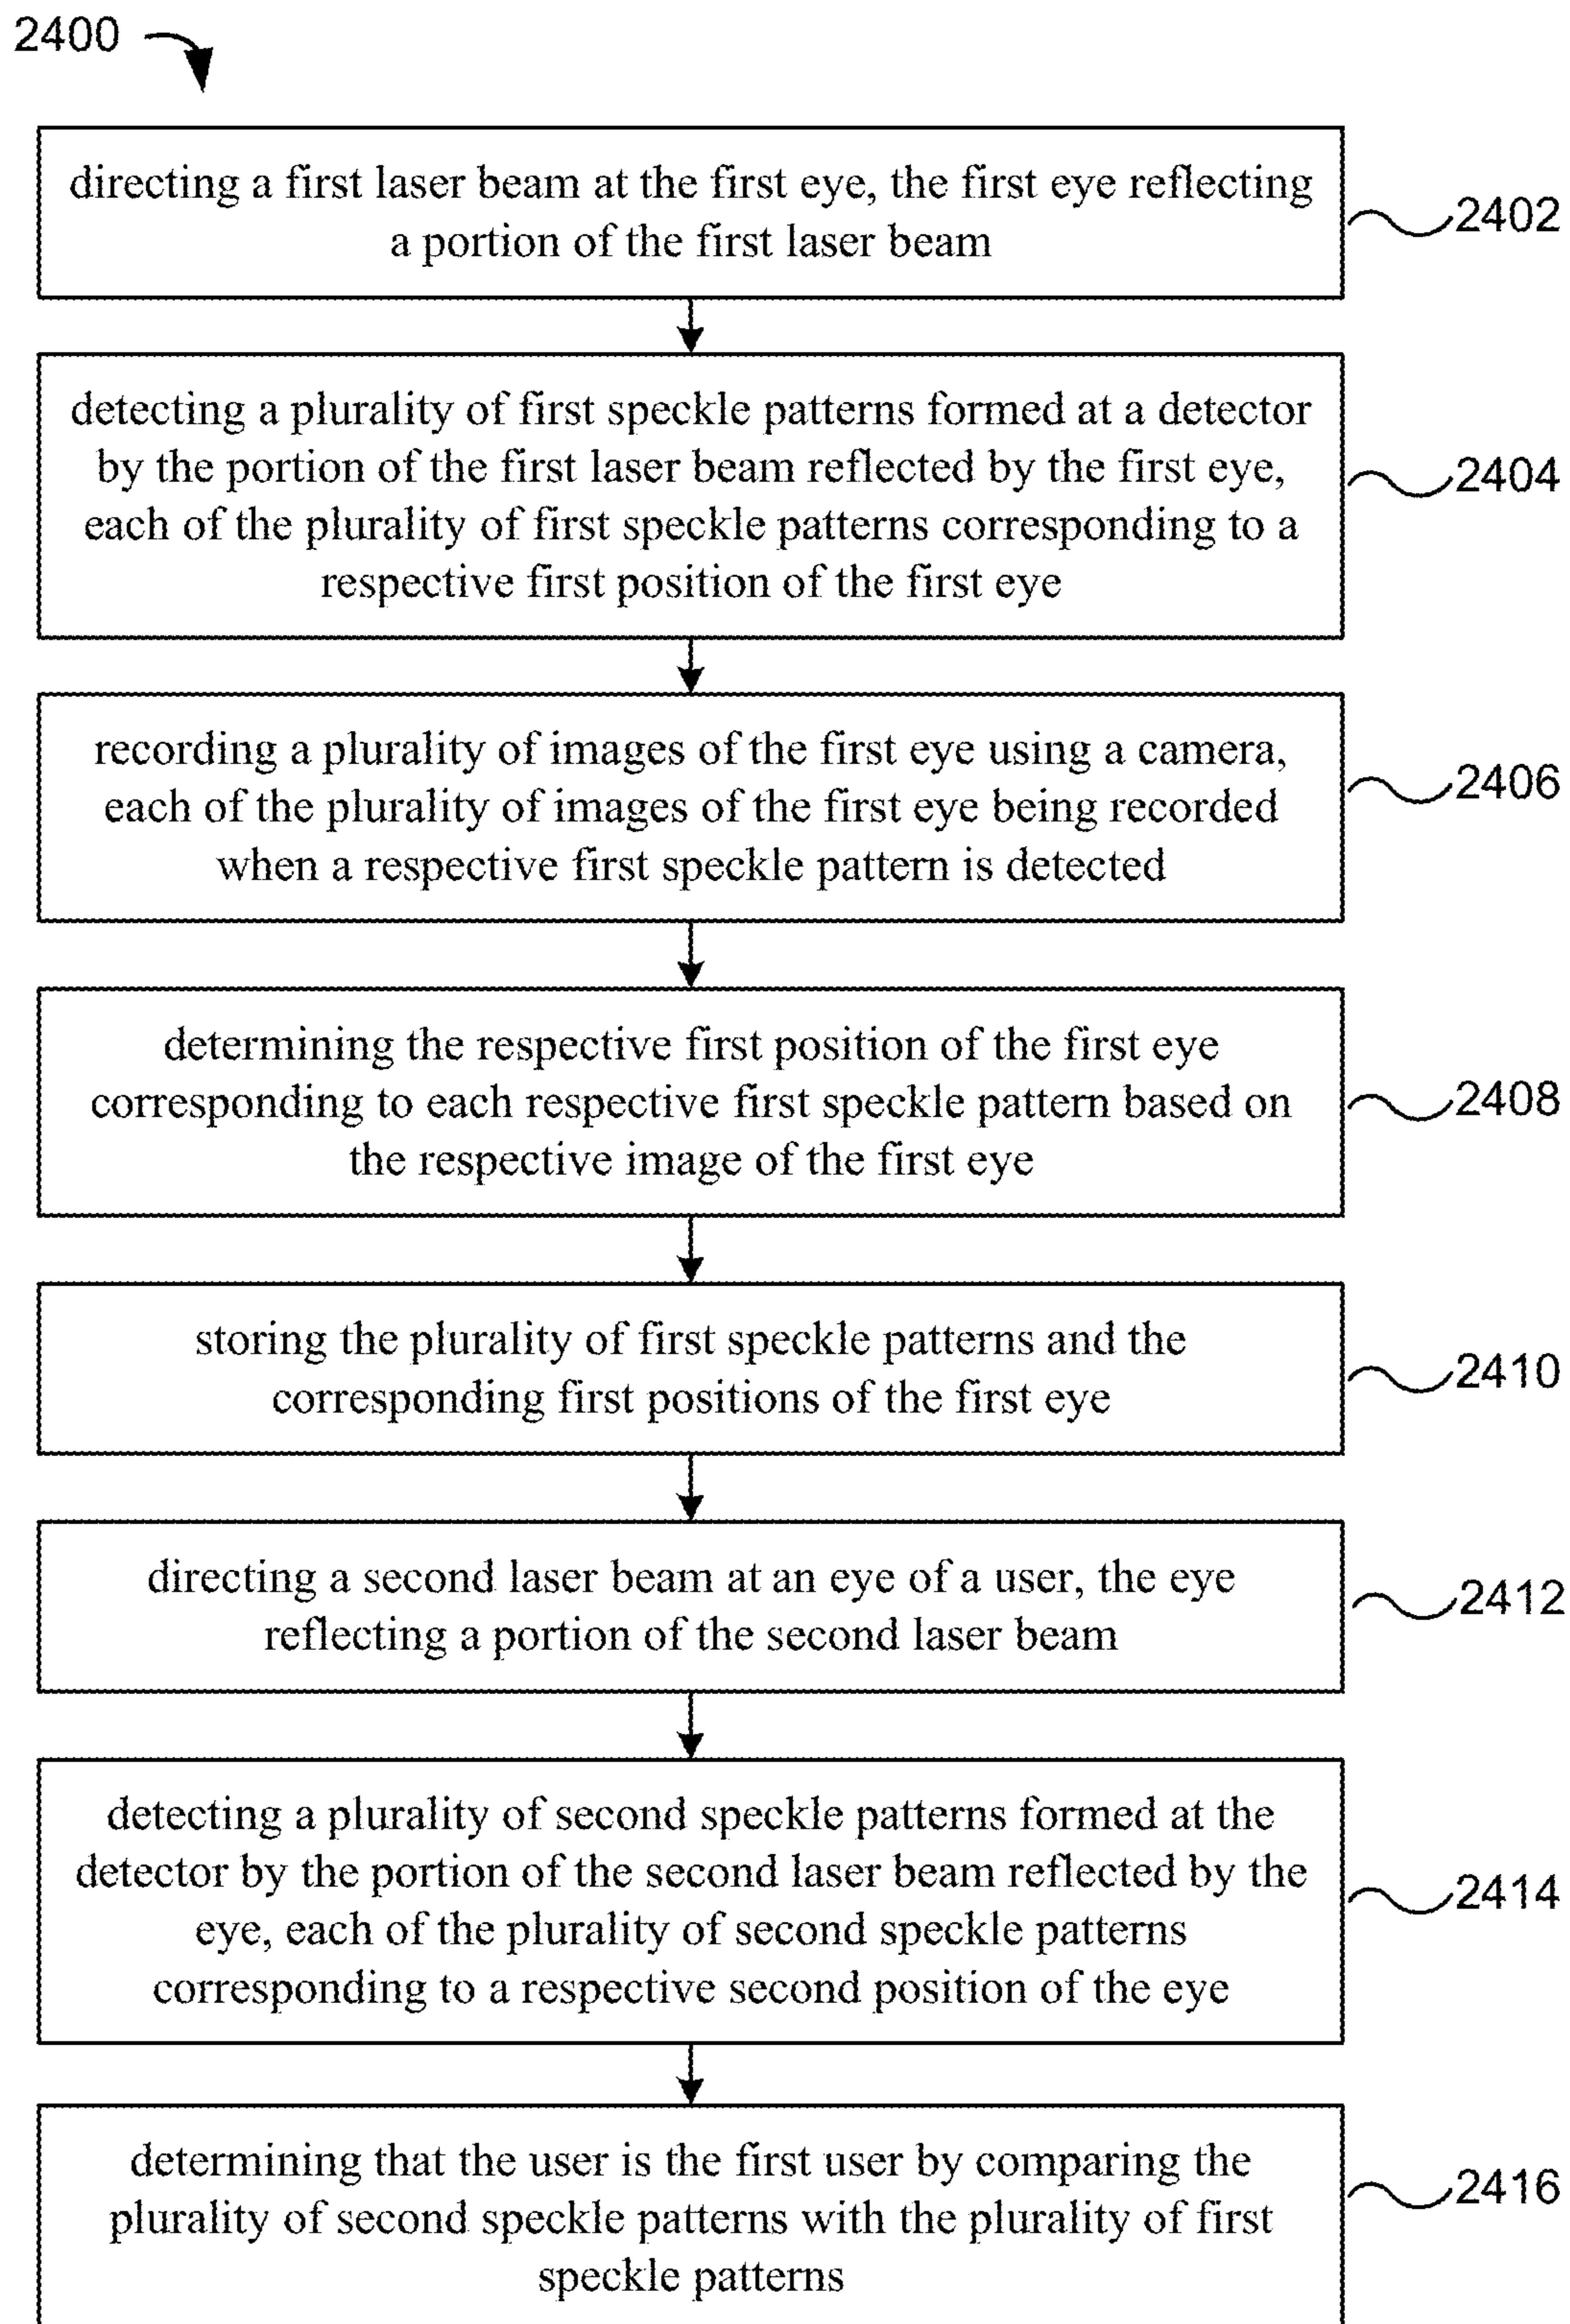 2400
directing a first laser beam at the first eye, the first eye reflecting
a portion of the first laser beam
2402
detecting a plurality of first speckle patterns formed at a detector
by the portion of the first laser beam reflected by the first eye,
each of the plurality of first speckle patterns corresponding to a
respective first position of the first eye
2404
recording a plurality of images of the first eye using a camera,
each of the plurality of images of the first eye being recorded
when a respective first speckle pattern is detected
2406
determining the respective first position of the first eye
corresponding to each respective first speckle pattern based on
the respective image of the first eye
2408
storing the plurality of first speckle patterns and the
corresponding first positions of the first eye
2410
directing a second laser beam at an eye of a user, the eye
reflecting a portion of the second laser beam
2412
detecting a plurality of second speckle patterns formed at the
detector by the portion of the second laser beam reflected by the
eye, each of the plurality of second speckle patterns
corresponding to a respective second position of the eye
2414
determining that the user is the first user by comparing the
plurality of second speckle patterns with the plurality of first
speckle patterns
2416